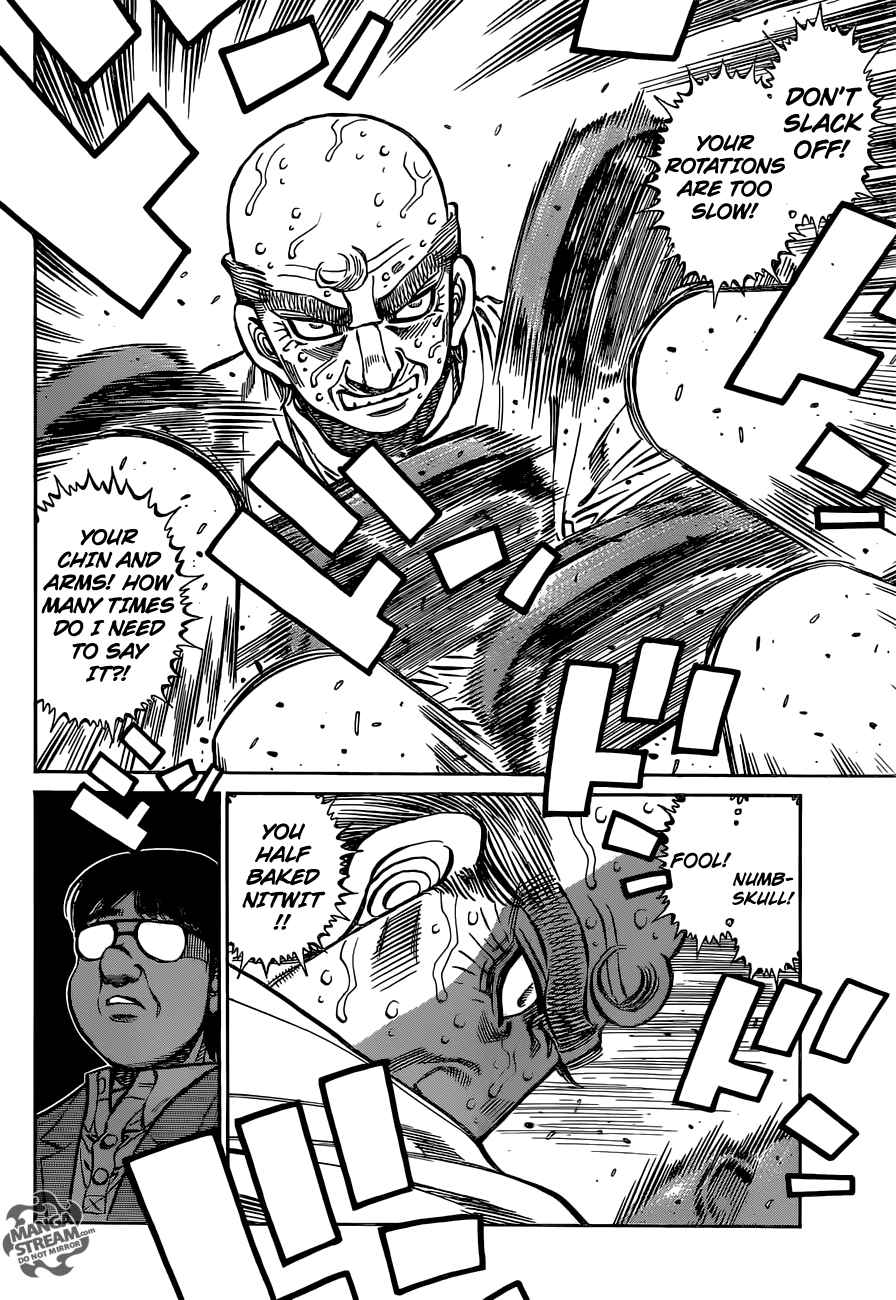 DON'T
SLACK
OFF!
YOUR
ROTATIONS
ARE TOO
SLOW!
YOUR
CHIN AND
ARMS! HOW
MANY TIMES
DO I NEED
TO SAY
IT?!
ド
ド
ド
ド
ド
ド
NUMB-
SKULL!
FOOL!
YOU
HALF
BAKED
NITWIT
!!
ド
ド
MANGA
STREAM.com
DO NOT MIRROR